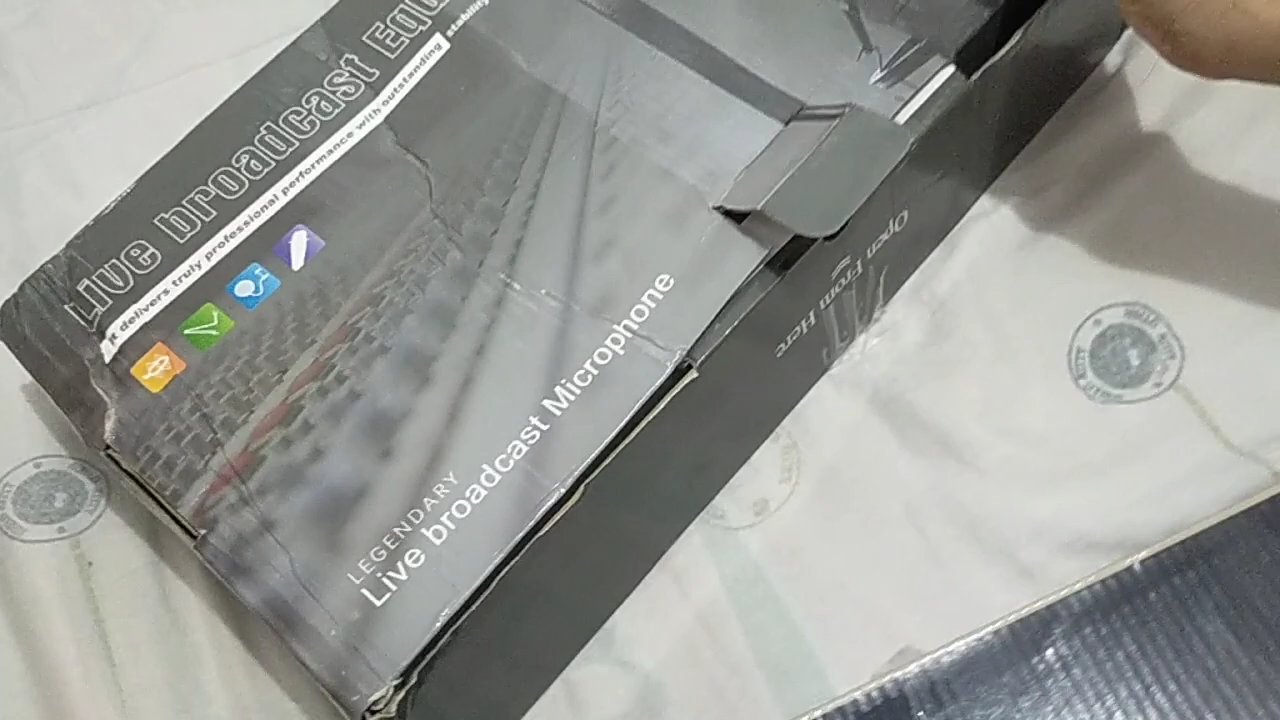 Live broadcast Equ
It delivers truly professional performance with outstanding stability
LEGENDARY
Live broadcast Microphone
Open From Here